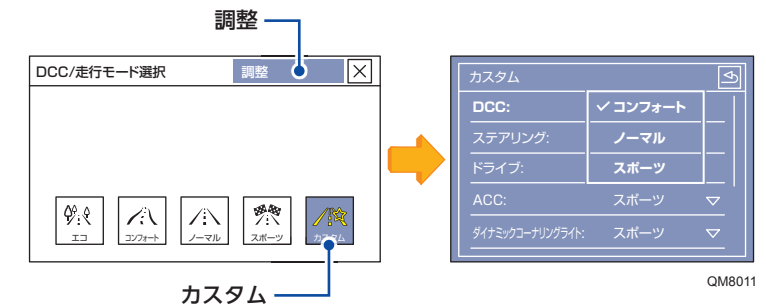 調整
DCC/走行モード選択 調整
エコ コンフォート ノーマル スポーツ カスタム
カスタム
カスタム
DCC: ✓ コンフォート
ステアリング: ノーマル
ドライブ: スポーツ
ACC: スポーツ
ダイナミックコーナリングライト: スポーツ
QM8011